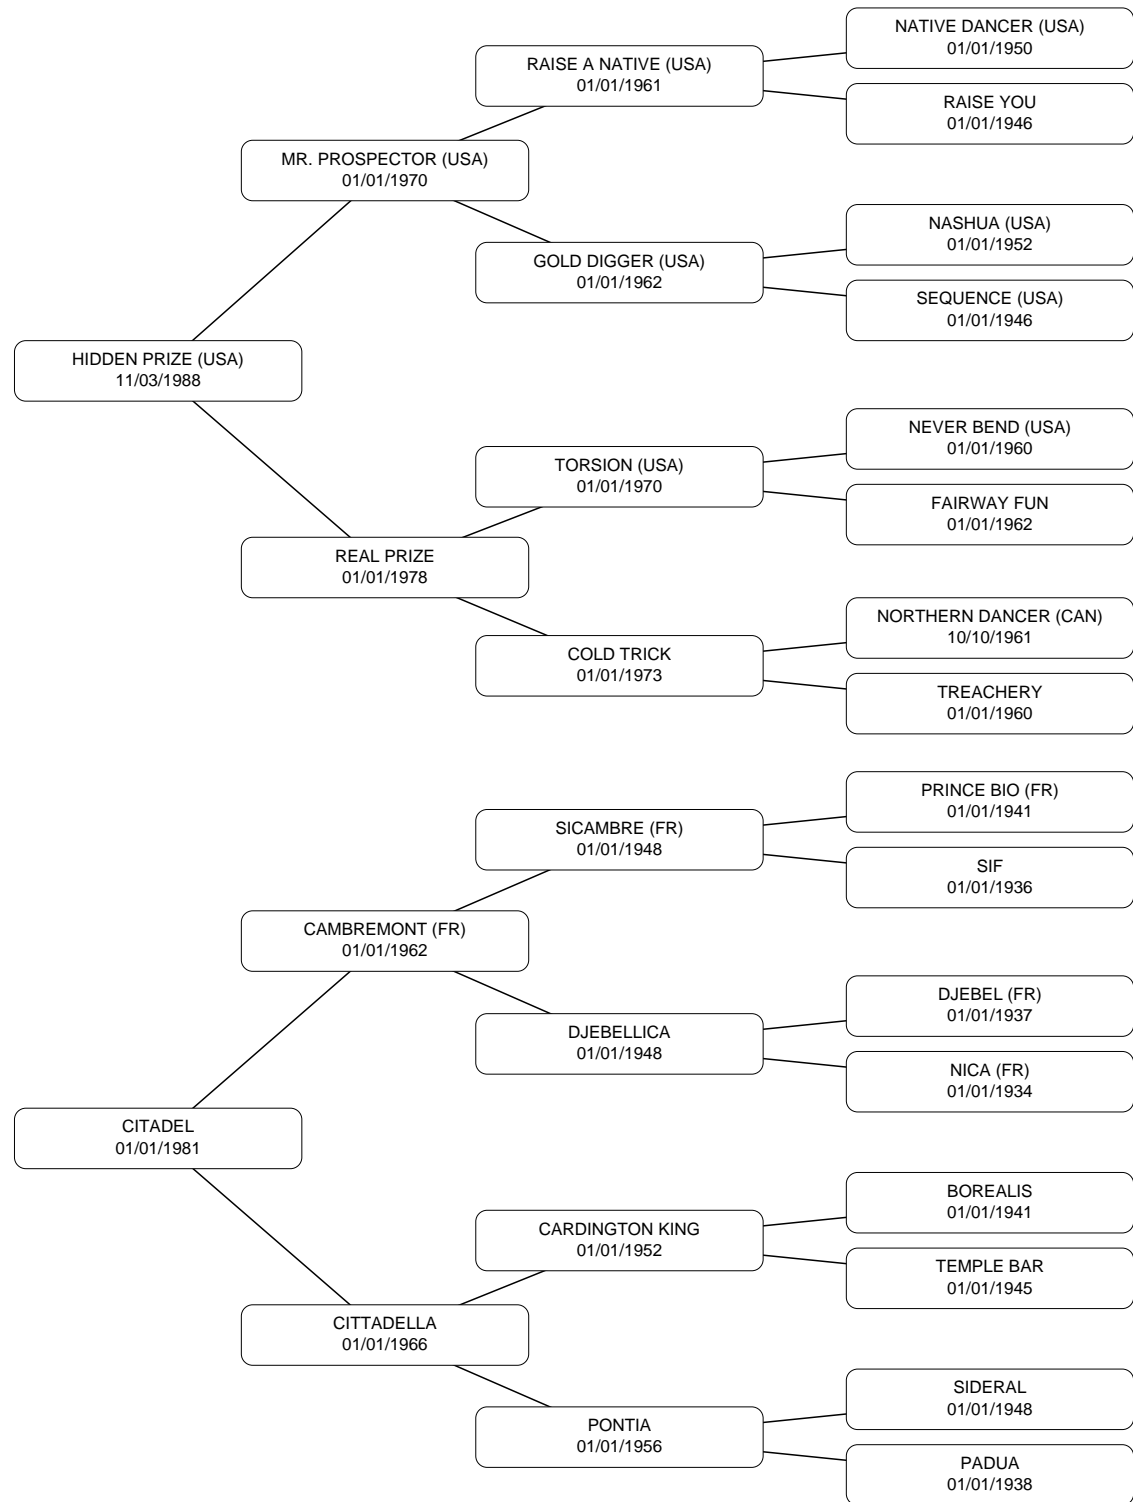 NATIVE DANCER (USA)
01/01/1950
RAISE A NATIVE (USA)
01/01/1961
RAISE YOU
01/01/1946
MR. PROSPECTOR (USA)
01/01/1970
NASHUA (USA)
01/01/1952
GOLD DIGGER (USA)
01/01/1962
SEQUENCE (USA)
01/01/1946
HIDDEN PRIZE (USA)
11/03/1988
NEVER BEND (USA)
01/01/1960
TORSION (USA)
01/01/1970
FAIRWAY FUN
01/01/1962
REAL PRIZE
01/01/1978
NORTHERN DANCER (CAN)
10/10/1961
COLD TRICK
01/01/1973
TREACHERY
01/01/1960
PRINCE BIO (FR)
01/01/1941
SICAMBRE (FR)
01/01/1948
SIF
01/01/1936
CAMBREMONT (FR)
01/01/1962
DJEBEL (FR)
01/01/1937
DJEBELLICA
01/01/1948
NICA (FR)
01/01/1934
CITADEL
01/01/1981
BOREALIS
01/01/1941
CARDINGTON KING
01/01/1952
TEMPLE BAR
01/01/1945
CITTADELLA
01/01/1966
SIDERAL
01/01/1948
PONTIA
01/01/1956
PADUA
01/01/1938